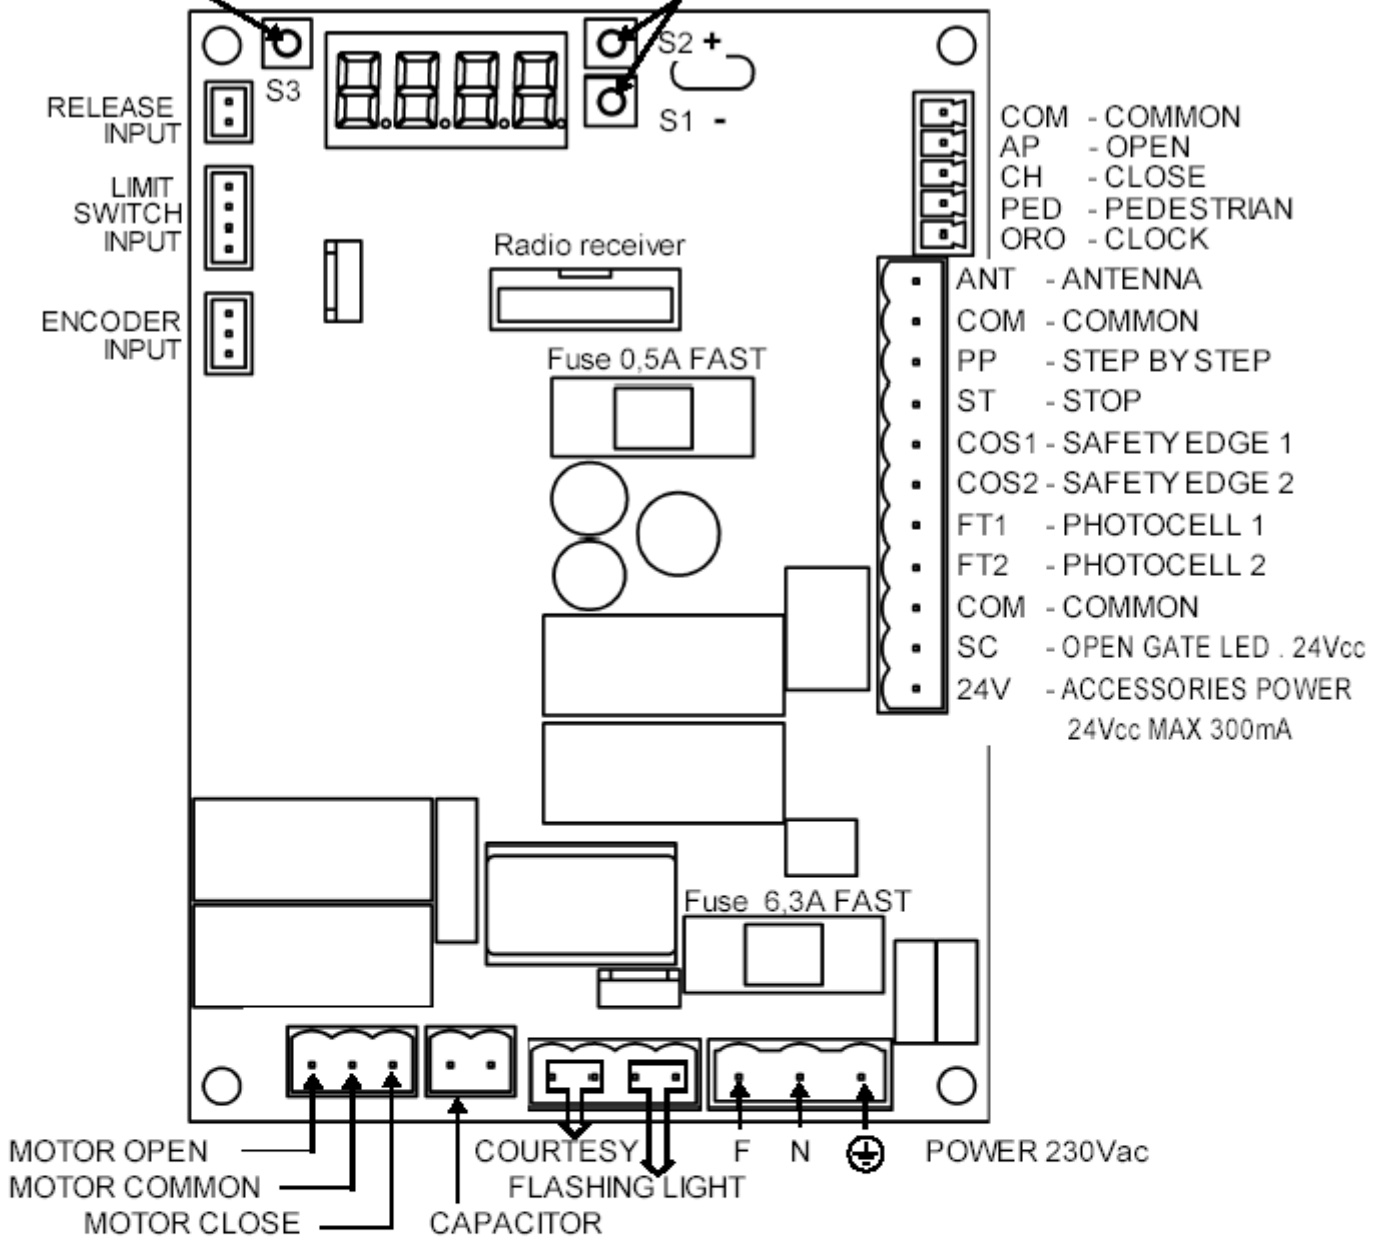 S3
S2 +
S1 -
RELEASE
INPUT
LIMIT
SWITCH
INPUT
ENCODER
INPUT
Radio receiver
Fuse 0,5A FAST
COM - COMMON
AP - OPEN
CH - CLOSE
PED - PEDESTRIAN
ORO - CLOCK
ANT - ANTENNA
COM - COMMON
PP - STEP BY STEP
ST - STOP
COS1 - SAFETY EDGE 1
COS2 - SAFETY EDGE 2
FT1 - PHOTOCELL 1
FT2 - PHOTOCELL 2
COM - COMMON
SC - OPEN GATE LED . 24Vcc
24V - ACCESSORIES POWER
24Vcc MAX 300mA
Fuse 6,3A FAST
MOTOR OPEN
MOTOR COMMON
MOTOR CLOSE
CAPACITOR
COURTESY
FLASHING LIGHT
F N
POWER 230Vac